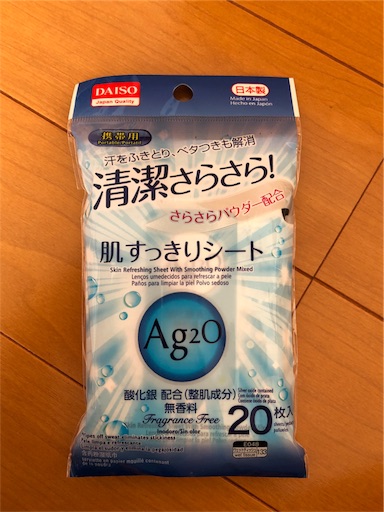 DAISO
Japan Quality
日本製
Made in Japan
Hecho en Japón
携帯用
Portable/Portátil
汗をふきとり、ベタつきも解消
清潔さらさら!
さらさらパウダー配合
肌すっきりシート
Skin Refreshing Sheet With Smoothing Powder Mixed
Lenços umedecidos para refrescar a pele
Paños para limpiar la piel Polvo sedoso
Ag2O
酸化銀 配合(整肌成分)
無香料
Fragrance Free
Inodoro/Sin olor
20枚入
E048